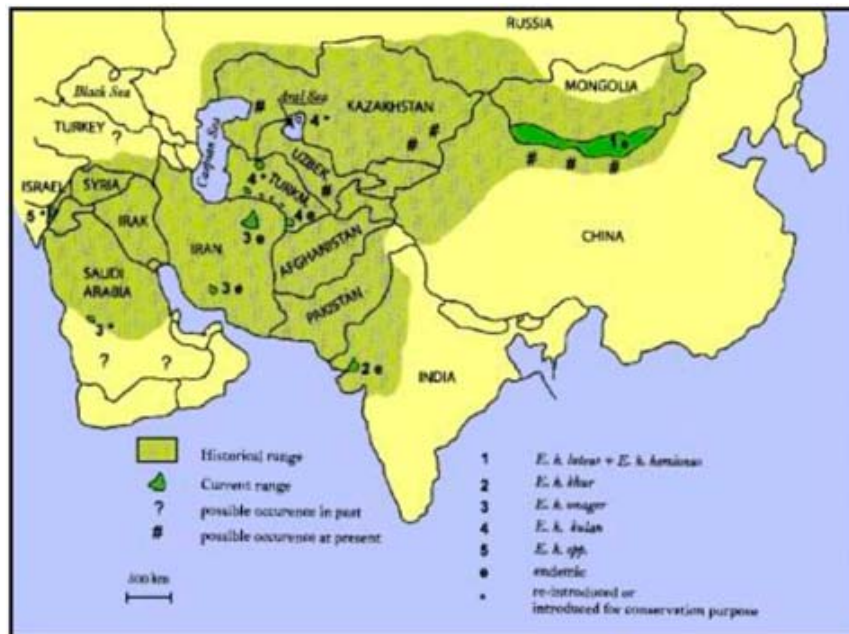 RUSSIA
MONGOLIA
Black Sea
Aral Sea
4 *
KAZAKHSTAN
#
# #
TURKEY
?
Caspian Sea
UZBEK.
#
1 ●
# # #
4 *
TURKM.
ISRAEL
SYRIA
5 *
IRAK
4 ●
3 ●
IRAN
AFGHANISTAN
CHINA
SAUDI
ARABIA
3 ●
PAKISTAN
3 *
? ?
2 ●
INDIA
Historical range
Current range
? possible occurence in past
# possible occurence at present
500 km
1 E. h. luteus + E. h. hemionus
2 E. h. khur
3 E. h. onager
4 E. h. kulan
5 E. h. spp.
● endemic
* re-introduced or
introduced for conservation purpose